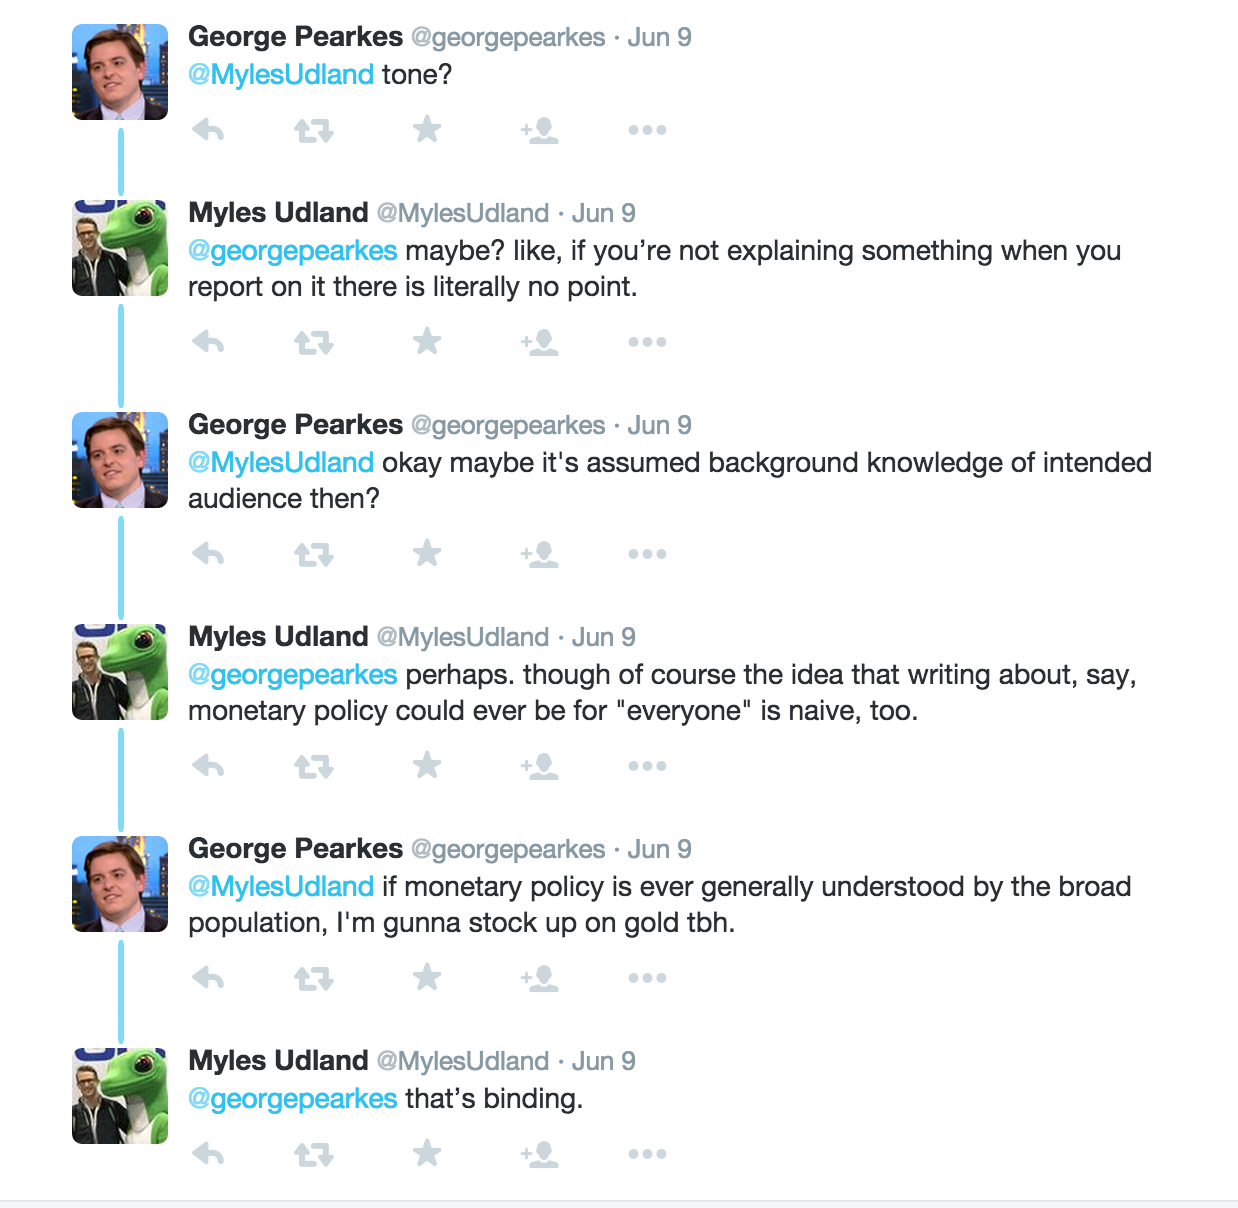 George Pearkes @georgepearkes · Jun 9
@MylesUdland tone?
Myles Udland @MylesUdland · Jun 9
@georgepearkes maybe? like, if you’re not explaining something when you
report on it there is literally no point.
George Pearkes @georgepearkes · Jun 9
@MylesUdland okay maybe it's assumed background knowledge of intended
audience then?
Myles Udland @MylesUdland · Jun 9
@georgepearkes perhaps. though of course the idea that writing about, say,
monetary policy could ever be for "everyone" is naive, too.
George Pearkes @georgepearkes · Jun 9
@MylesUdland if monetary policy is ever generally understood by the broad
population, I'm gunna stock up on gold tbh.
Myles Udland @MylesUdland · Jun 9
@georgepearkes that’s binding.